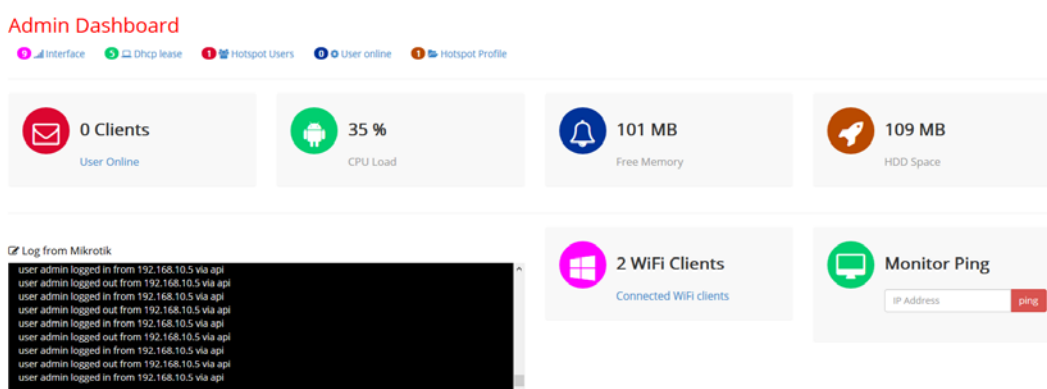 Admin Dashboard
9 Interface 5 Dhcp lease 1 Hotspot Users 0 User online 1 Hotspot Profile
0 Clients
User Online
35 %
CPU Load
101 MB
Free Memory
109 MB
HDD Space
Log from Mikrotik
user admin logged in from 192.168.10.5 via api
user admin logged out from 192.168.10.5 via api
user admin logged in from 192.168.10.5 via api
user admin logged out from 192.168.10.5 via api
user admin logged in from 192.168.10.5 via api
user admin logged out from 192.168.10.5 via api
user admin logged in from 192.168.10.5 via api
user admin logged out from 192.168.10.5 via api
user admin logged in from 192.168.10.5 via api
2 WiFi Clients
Connected WiFi clients
Monitor Ping
IP Address ping